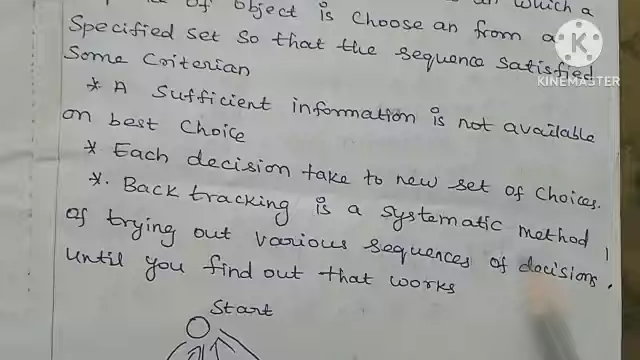 of object is choose an from a
Specified set so that the sequence satisfied
Some Criterian
* A sufficient information is not available
on best choice
* Each decision take to new set of choices.
*. Back tracking is a systematic method
of trying out various sequences of decisions.
until you find out that works
Start
K
KINEMASTER